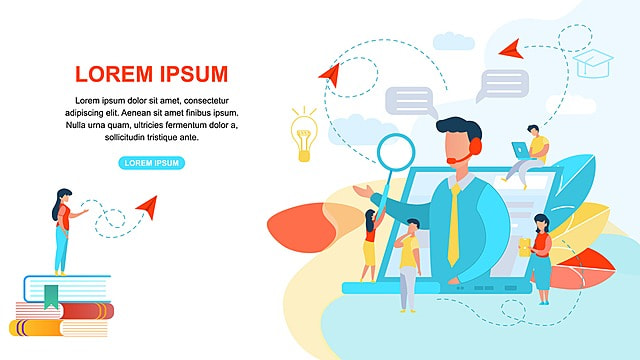 LOREM IPSUM
Lorem ipsum dolor sit amet, consectetur
adipiscing elit. Aenean sit amet finibus ipsum.
Nulla urna quam, ultricies fermentum dolor a,
sollicitudin tristique ante.
LOREM IPSUM